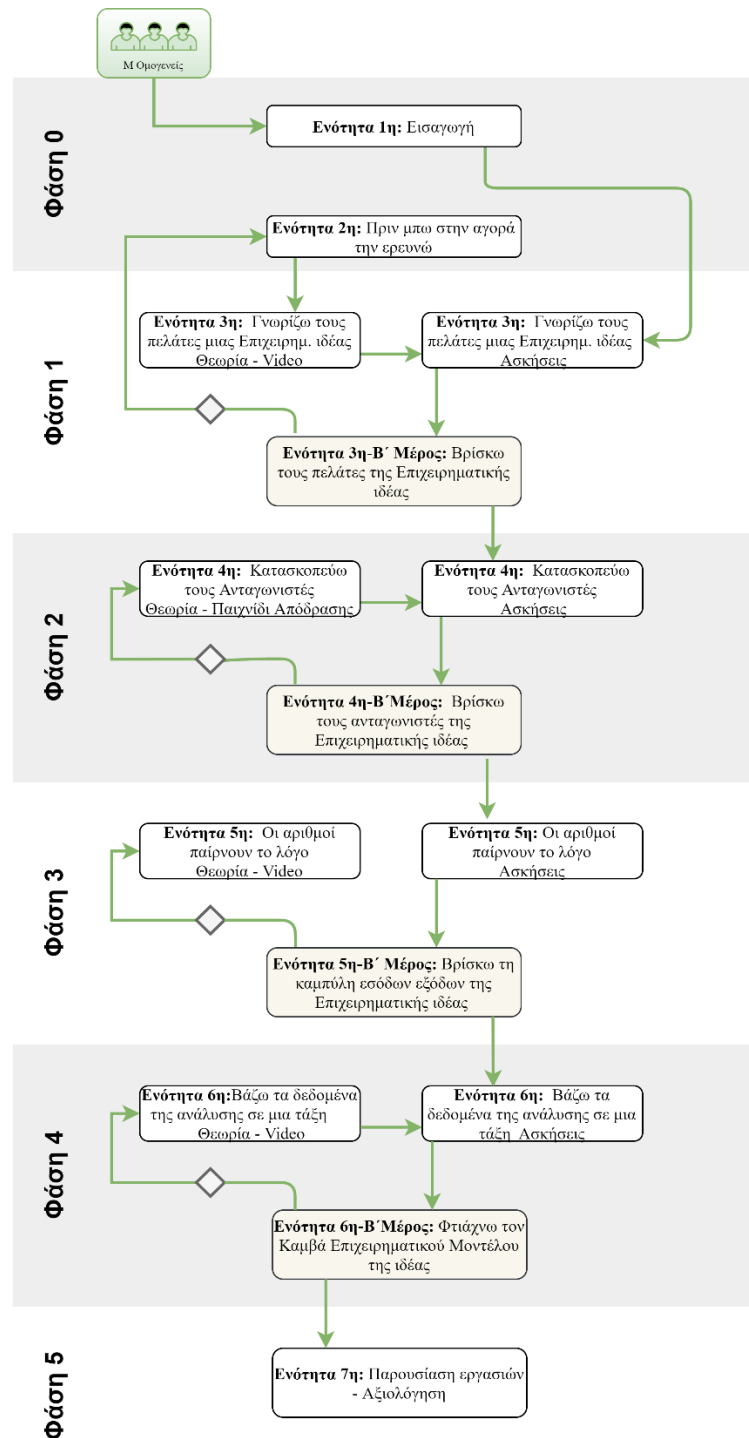 Μ Ομογενείς
Φάση 0
Ενότητα 1η: Εισαγωγή
Ενότητα 2η: Πριν μπω στην αγορά
την ερευνώ
Φάση 1
Ενότητα 3η: Γνωρίζω τους
πελάτες μιας Επιχειρημ. ιδέας
Θεωρία - Video
Ενότητα 3η: Γνωρίζω τους
πελάτες μιας Επιχειρημ. ιδέας
Ασκήσεις
Ενότητα 3η-Β΄ Μέρος: Βρίσκω
τους πελάτες της Επιχειρηματικής
ιδέας
Φάση 2
Ενότητα 4η: Κατασκοπεύω
τους Ανταγωνιστές
Θεωρία - Παιχνίδι Απόδρασης
Ενότητα 4η: Κατασκοπεύω
τους Ανταγωνιστές
Ασκήσεις
Ενότητα 4η-Β΄Μέρος: Βρίσκω
τους ανταγωνιστές της
Επιχειρηματικής ιδέας
Φάση 3
Ενότητα 5η: Οι αριθμοί
παίρνουν το λόγο
Θεωρία - Video
Ενότητα 5η: Οι αριθμοί
παίρνουν το λόγο
Ασκήσεις
Ενότητα 5η-Β΄ Μέρος: Βρίσκω τη
καμπύλη εσόδων εξόδων της
Επιχειρηματικής ιδέας
Φάση 4
Ενότητα 6η:Βάζω τα δεδομένα
της ανάλυσης σε μια τάξη
Θεωρία - Video
Ενότητα 6η: Βάζω τα
δεδομένα της ανάλυσης σε μια
τάξη Ασκήσεις
Ενότητα 6η-Β΄Μέρος: Φτιάχνω τον
Καμβά Επιχειρηματικού Μοντέλου
της ιδέας
Φάση 5
Ενότητα 7η: Παρουσίαση εργασιών
- Αξιολόγηση